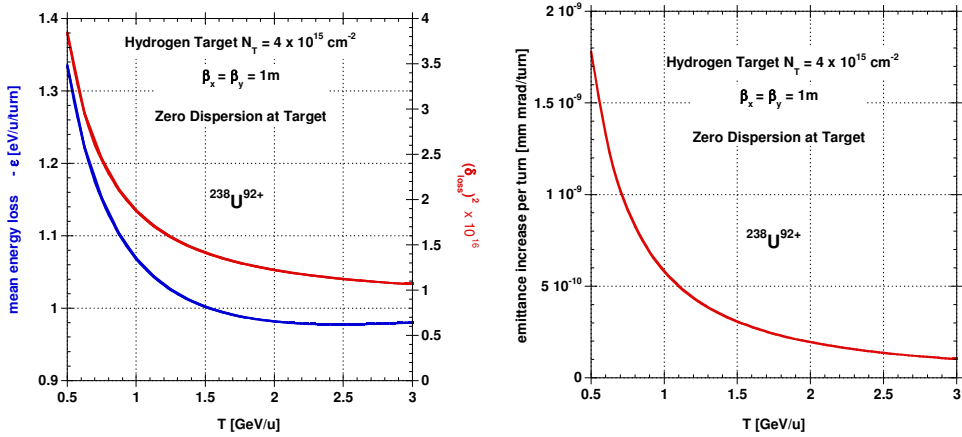 Hydrogen Target N_T = 4 x 10^15 cm^-2
β_x = β_y = 1m
Zero Dispersion at Target
^238U^92+
mean energy loss - ε [eV/u/turn]
1.4
1.3
1.2
1.1
1
0.9
4
3.5
3
2.5
2
1.5
1
0.5
0
(δ_loss)^2 x 10^16
0.5 1 1.5 2 2.5 3
T [GeV/u]
Hydrogen Target N_T = 4 x 10^15 cm^-2
β_x = β_y = 1m
Zero Dispersion at Target
^238U^92+
emittance increase per turn [mm mrad/turn]
2 10^-9
1.5 10^-9
1 10^-9
5 10^-10
0
0.5 1 1.5 2 2.5 3
T [GeV/u]